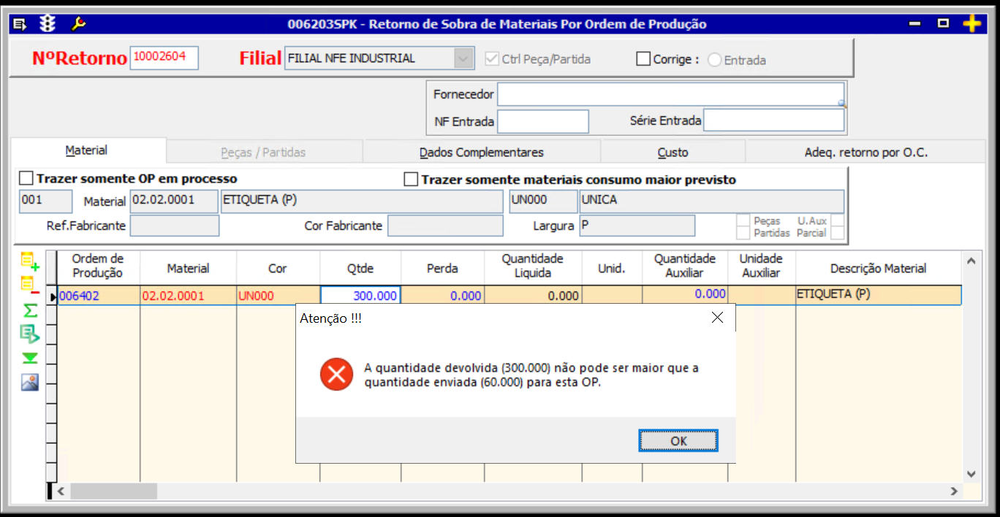 006203SPK - Retorno de Sobra de Materiais Por Ordem de Produção
NºRetorno 10002604 Filial FILIAL NFE INDUSTRIAL Ctrl Peça/Partida Corrige : Entrada
Fornecedor
NF Entrada Série Entrada
Material Peças / Partidas Dados Complementares Custo Adeq. retorno por O.C.
Trazer somente OP em processo Trazer somente materiais consumo maior previsto
001 Material 02.02.0001 ETIQUETA (P) UN000 UNICA
Ref.Fabricante Cor Fabricante Largura P
Peças U.Aux
Partidas Parcial
Ordem de Produção Material Cor Qtde Perda Quantidade Liquida Unid. Quantidade Auxiliar Unidade Auxiliar Descrição Material
006402 02.02.0001 UN000 300.000 0.000 0.000 0.000 ETIQUETA (P)
Atenção !!!
A quantidade devolvida (300.000) não pode ser maior que a
quantidade enviada (60.000) para esta OP.
OK